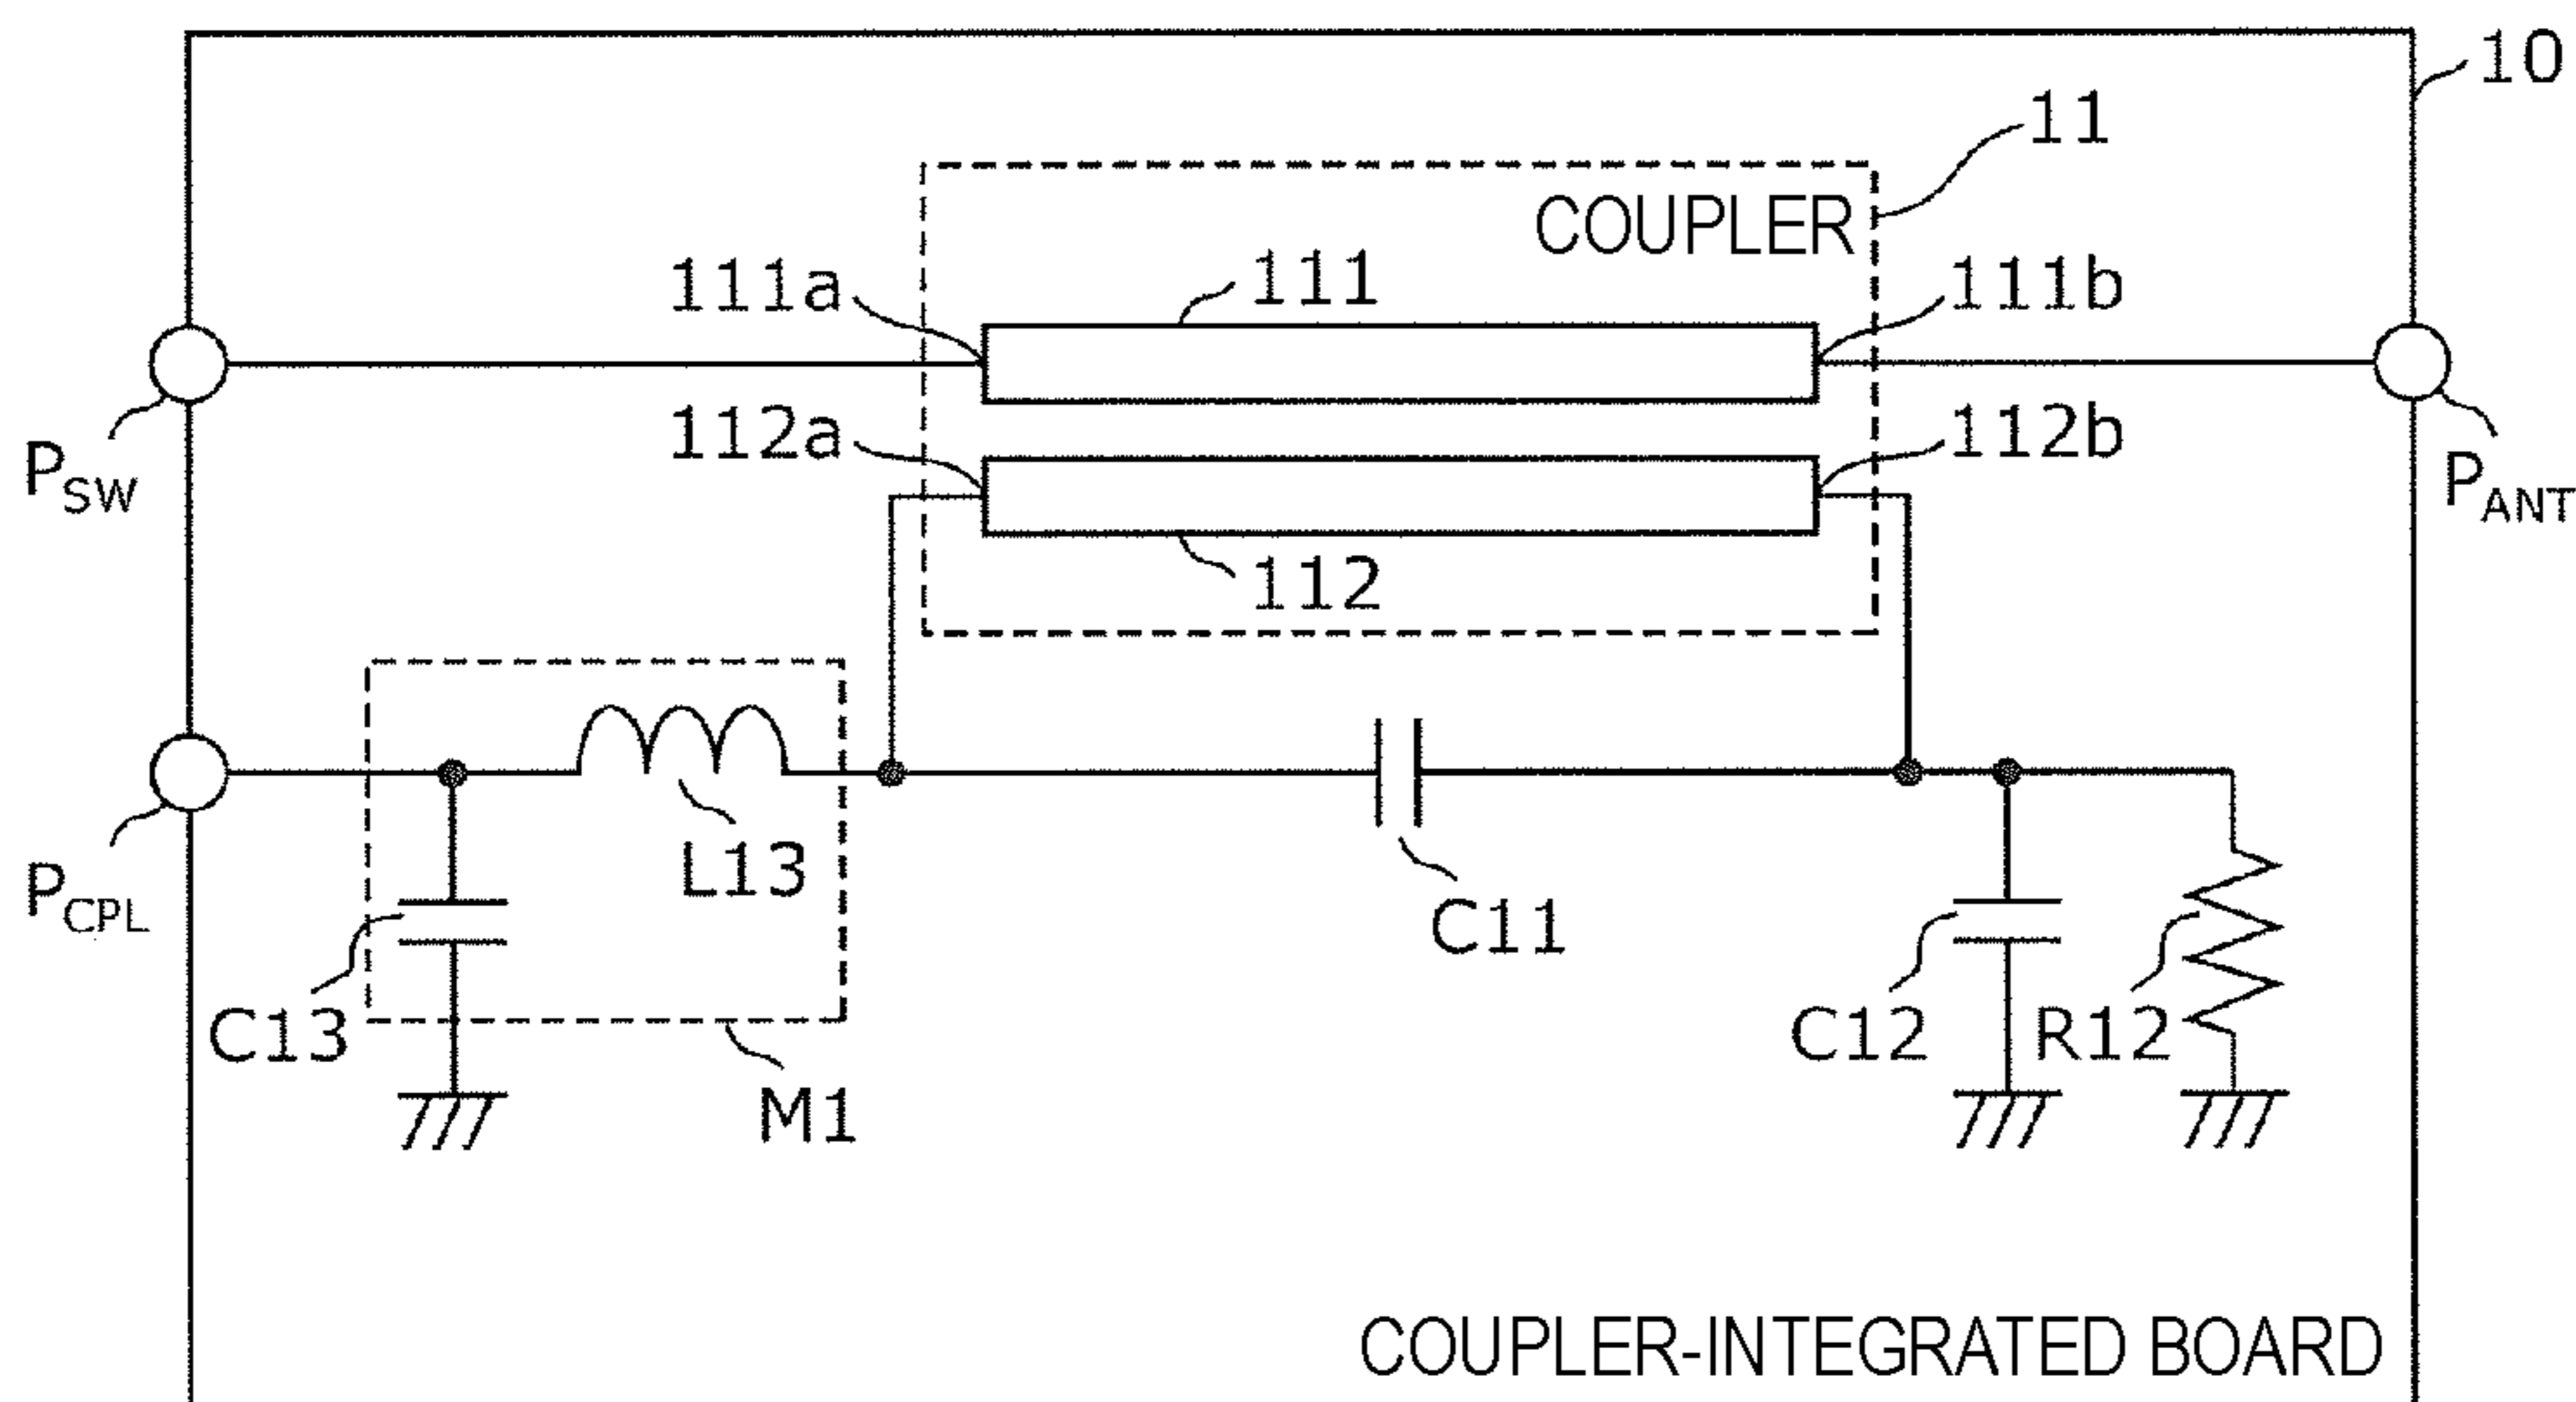 10
11
COUPLER
111a
111
111b
112a
112b
P_SW
P_ANT
112
L13
P_CPL
C11
C13
C12
R12
M1
COUPLER-INTEGRATED BOARD